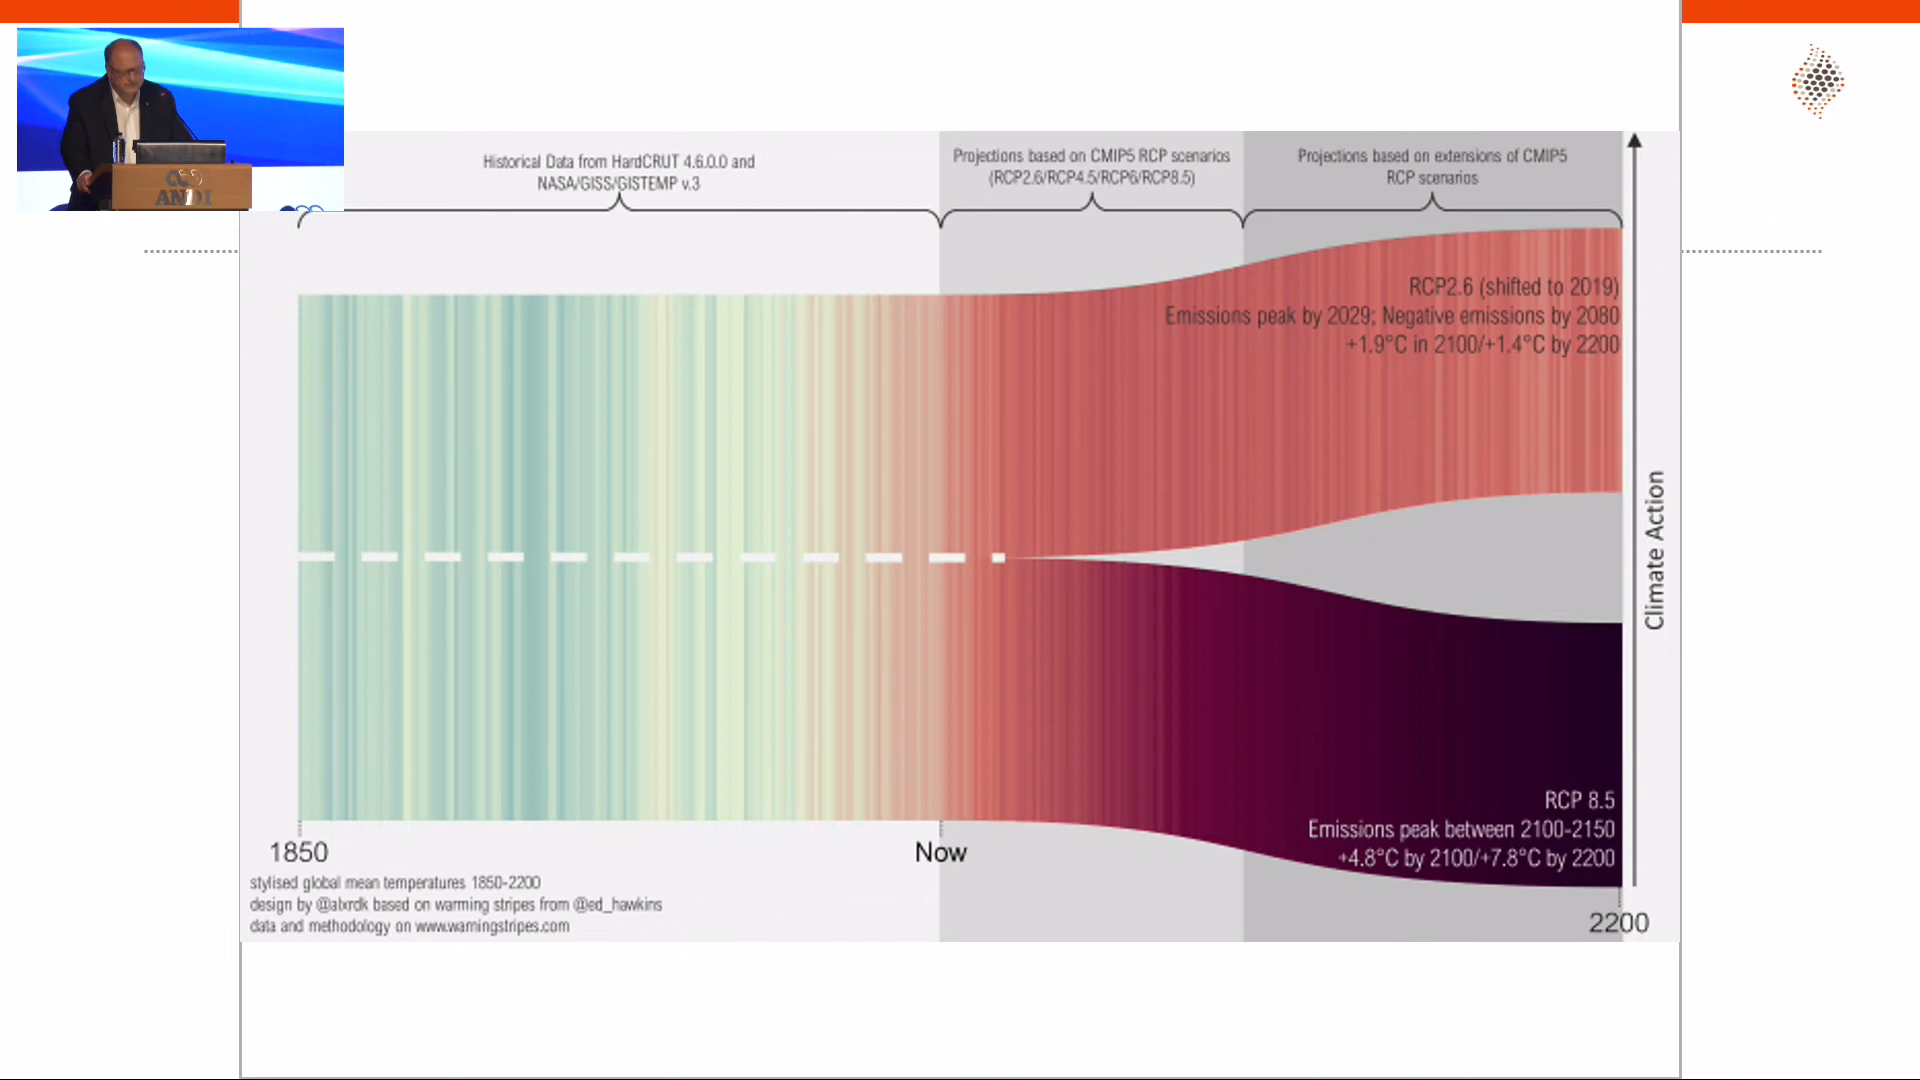 ANDI
Historical Data from HardCRUT 4.6.0.0 and
NASA/GISS/GISTEMP v.3
Projections based on CMIP5 RCP scenarios
(RCP2.6/RCP4.5/RCP6/RCP8.5)
Projections based on extensions of CMIP5
RCP scenarios
RCP2.6 (shifted to 2019)
Emissions peak by 2029; Negative emissions by 2080
+1.9°C in 2100/+1.4°C by 2200
Climate Action
RCP 8.5
Emissions peak between 2100-2150
+4.8°C by 2100/+7.8°C by 2200
1850
Now
2200
stylised global mean temperatures 1850-2200
design by @alxrdk based on warming stripes from @ed_hawkins
data and methodology on www.warningstripes.com